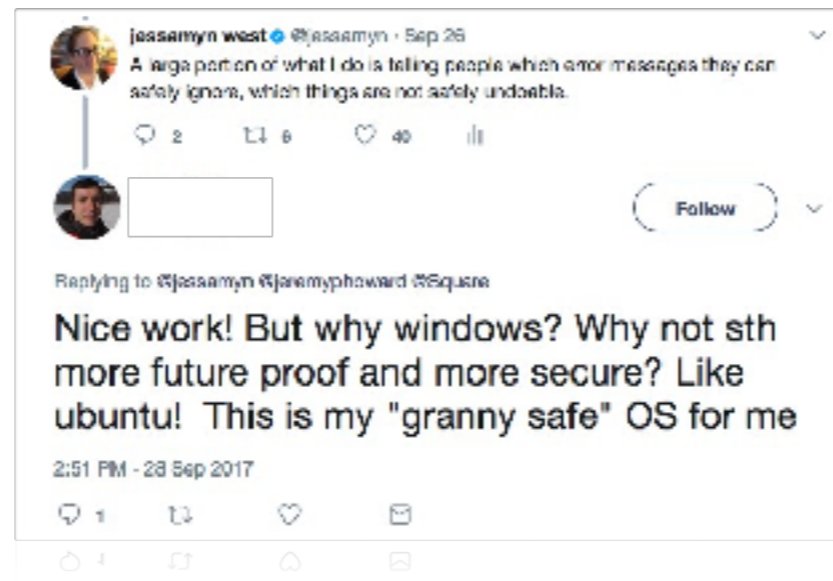 jessamyn west @jessamyn · Sep 26
A large portion of what I do is telling people which error messages they can
safely ignore, which things are not safely undoable.
2 6 40
Follow
Replying to @jessamyn @jeremyphoward @Square
Nice work! But why windows? Why not sth
more future proof and more secure? Like
ubuntu! This is my "granny safe" OS for me
2:51 PM - 28 Sep 2017
1